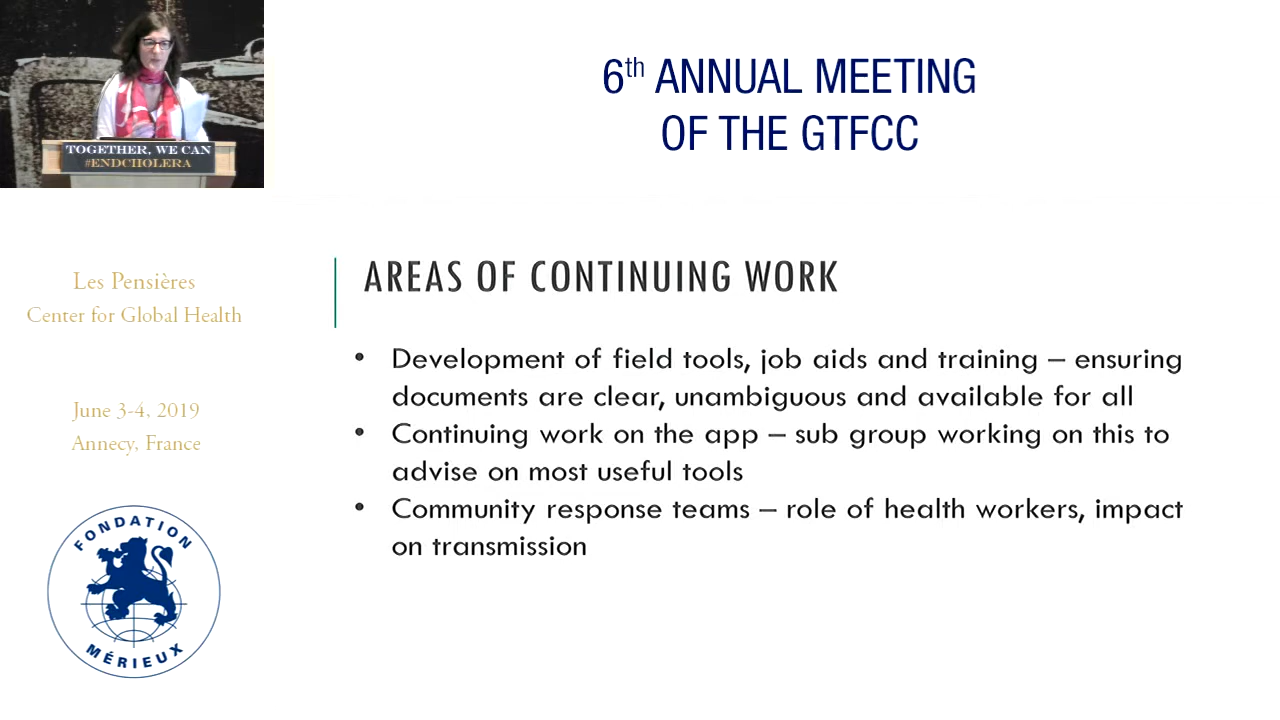 TOGETHER, WE CAN
#ENDCHOLERA
6th ANNUAL MEETING
OF THE GTFCC
Les Pensières
Center for Global Health
June 3-4, 2019
Annecy, France
FONDATION
MÉRIEUX
AREAS OF CONTINUING WORK
• Development of field tools, job aids and training – ensuring
documents are clear, unambiguous and available for all
• Continuing work on the app – sub group working on this to
advise on most useful tools
• Community response teams – role of health workers, impact
on transmission